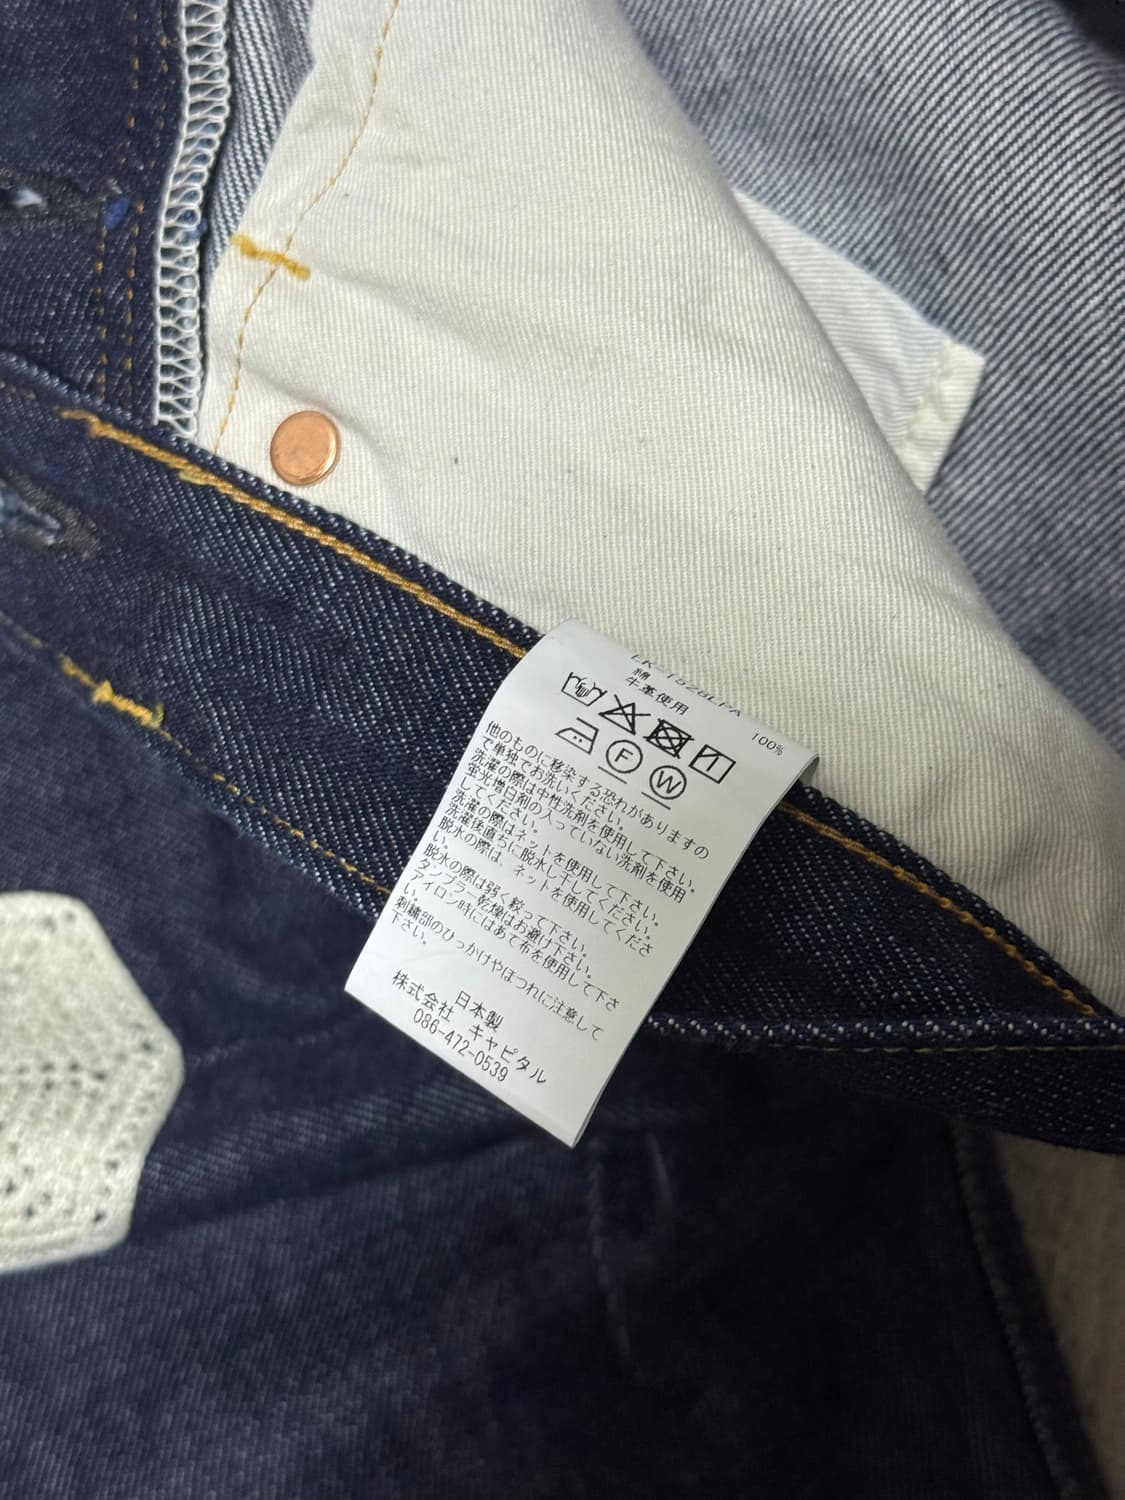 EK-1528LPA
綿 100%
牛革使用
F W
他のものに移染する恐れがありますの
で単独でお洗いください。
洗濯の際は中性洗剤を使用して下さい。
蛍光増白剤の入っていない洗剤を使用
してください。
洗濯の際はネットを使用して下さい。
洗濯後直ちに脱水し干してください。
脱水の際は、ネットを使用してくださ
い。
脱水の際は弱く絞って下さい。
タンブラー乾燥はお避け下さい。
アイロン時にはあて布を使用して下さ
い。
刺繍部のひっかけやほつれに注意して
下さい。
日本製
株式会社 キャピタル
086-472-0539